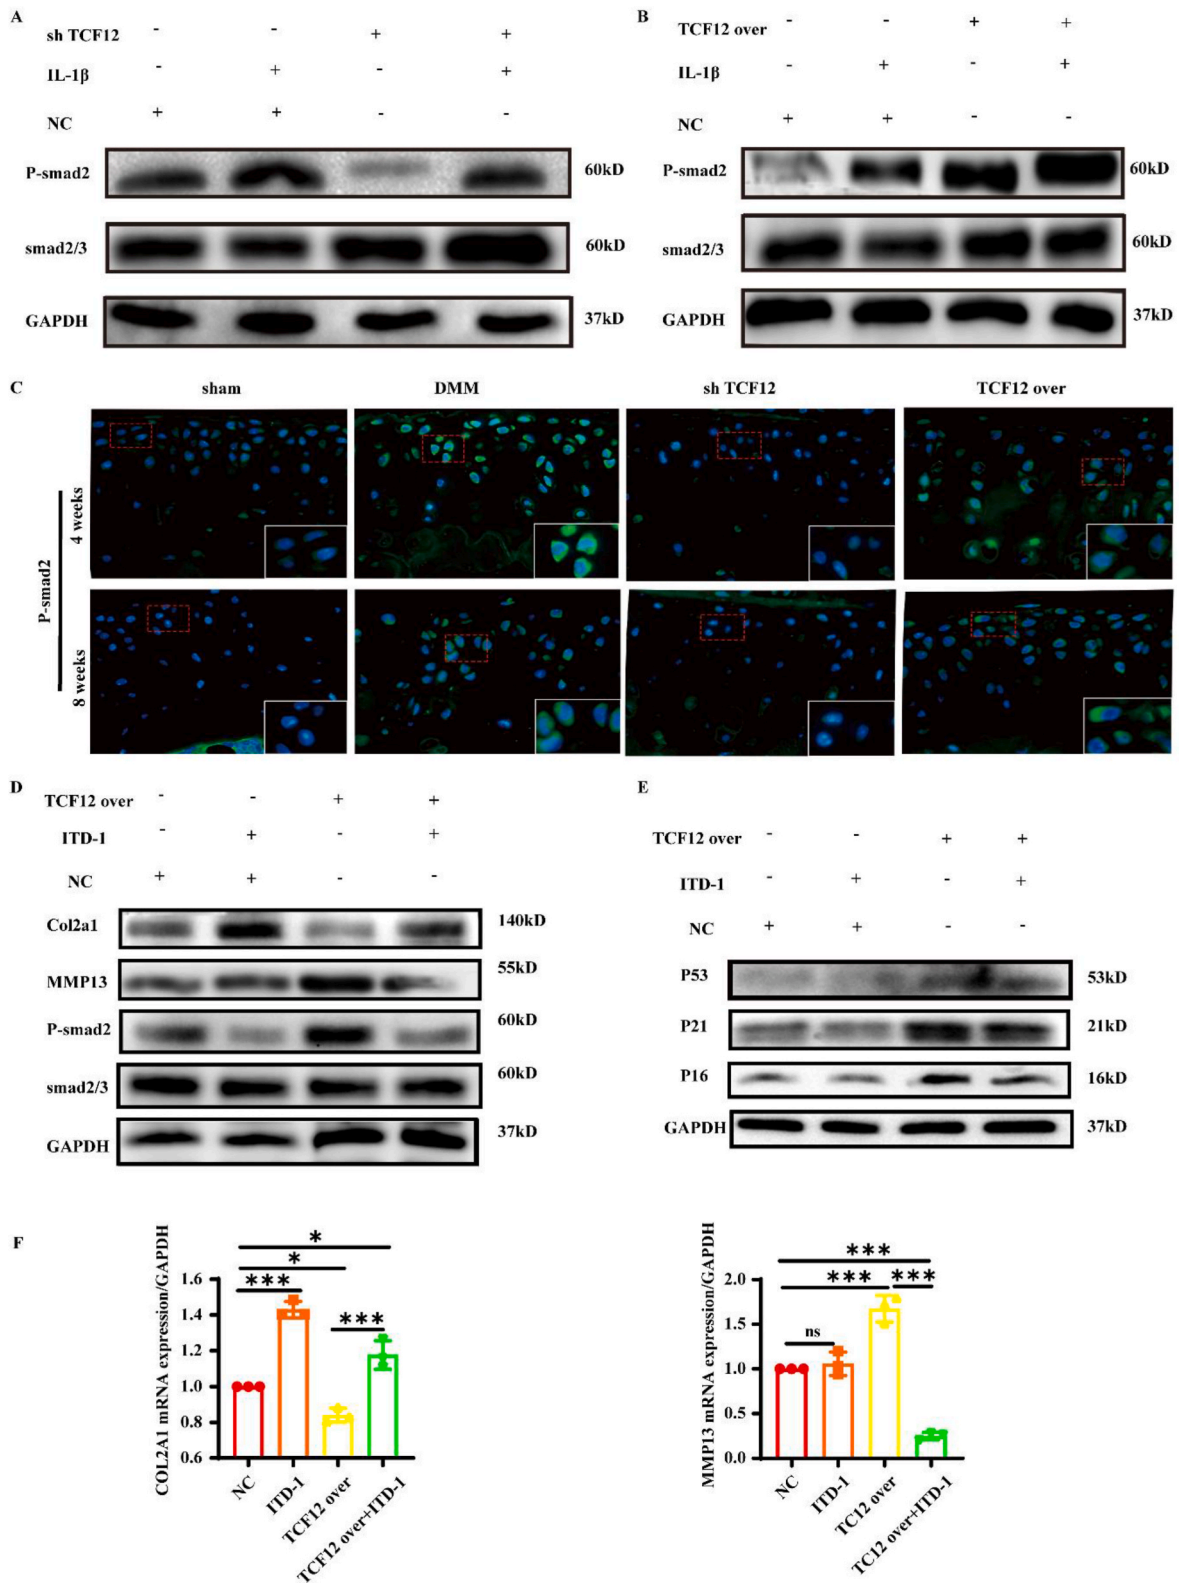 A
sh TCF12 - - + +
IL-1β - + - +
NC + + - -
P-smad2 60kD
smad2/3 60kD
GAPDH 37kD
B
TCF12 over - - + +
IL-1β - + - +
NC + + - -
P-smad2 60kD
smad2/3 60kD
GAPDH 37kD
C
sham DMM sh TCF12 TCF12 over
P-smad2
4 weeks
8 weeks
D
TCF12 over - - + +
ITD-1 - + - +
NC + + - -
Col2a1 140kD
MMP13 55kD
P-smad2 60kD
smad2/3 60kD
GAPDH 37kD
E
TCF12 over - - + +
ITD-1 - + - +
NC + + - -
P53 53kD
P21 21kD
P16 16kD
GAPDH 37kD
F
COL2A1 mRNA expression/GAPDH
1.6
1.4
1.2
1.0
0.8
0.6
*
*
***
***
NC
ITD-1
TCF12 over
TCF12 over+ITD-1
MMP13 mRNA expression/GAPDH
2.0
1.5
1.0
0.5
0.0
***
*** ***
ns
NC
ITD-1
TC12 over
TC12 over+ITD-1